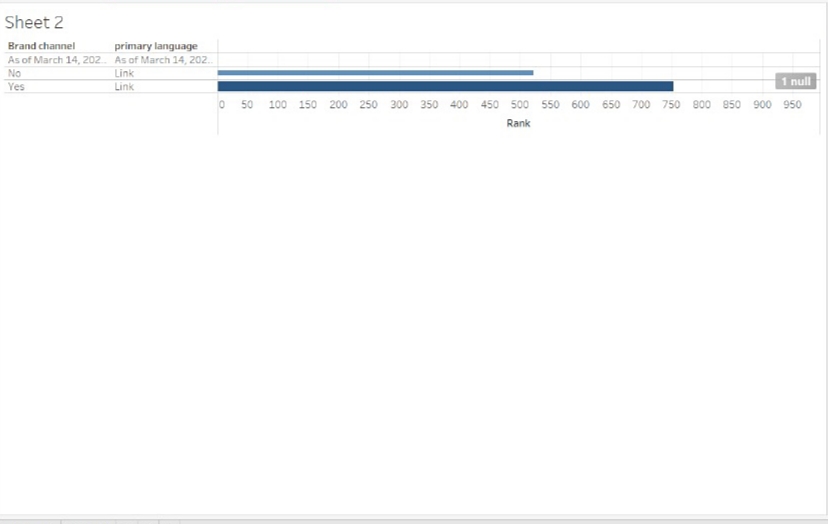 Sheet 2
Brand channel primary language
As of March 14, 202.. As of March 14, 202..
No Link
Yes Link
1 null
0 50 100 150 200 250 300 350 400 450 500 550 600 650 700 750 800 850 900 950
Rank